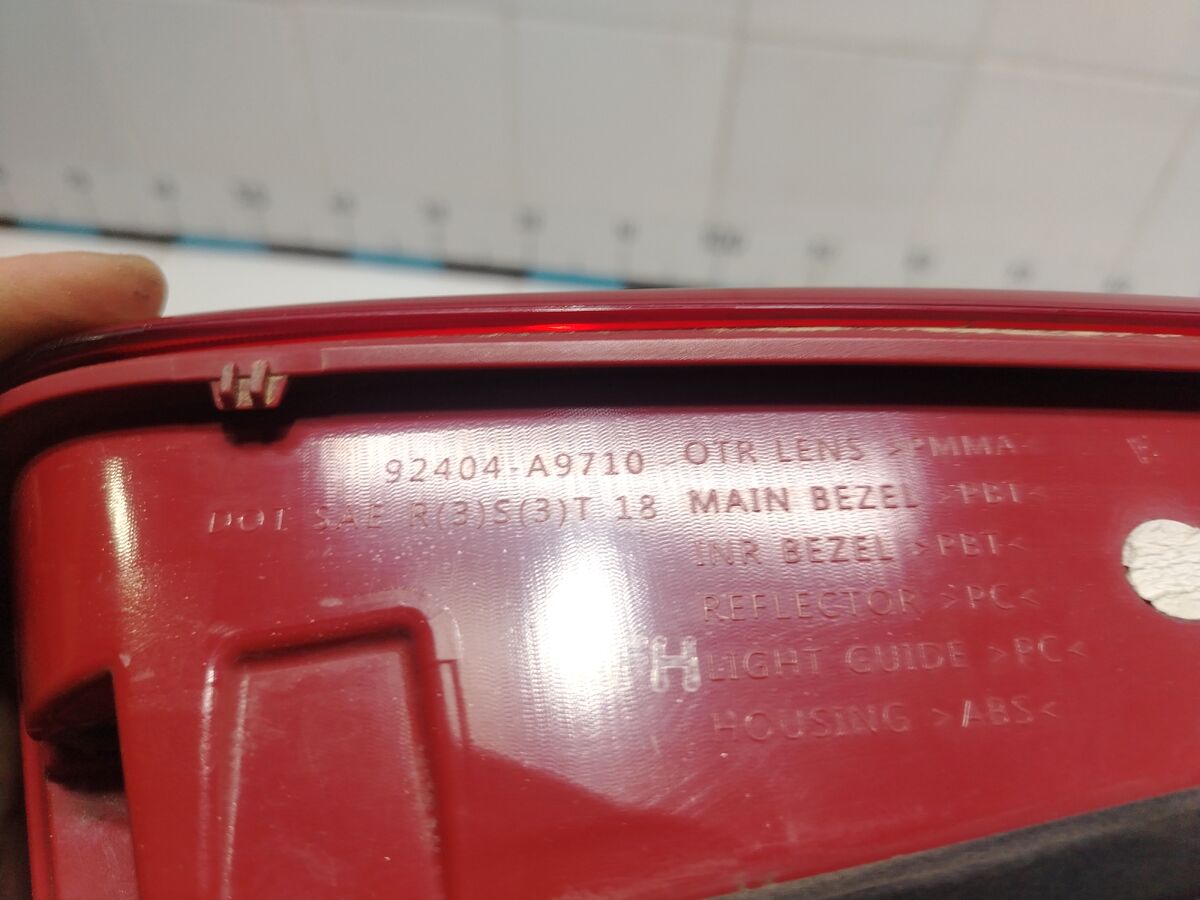 92404-A9710
DOT SAE R(3)S(3)T 18
OTR LENS >PMMA<
MAIN BEZEL >PBT<
INR BEZEL >PBT<
REFLECTOR >PC<
LIGHT GUIDE >PC<
HOUSING >ABS<